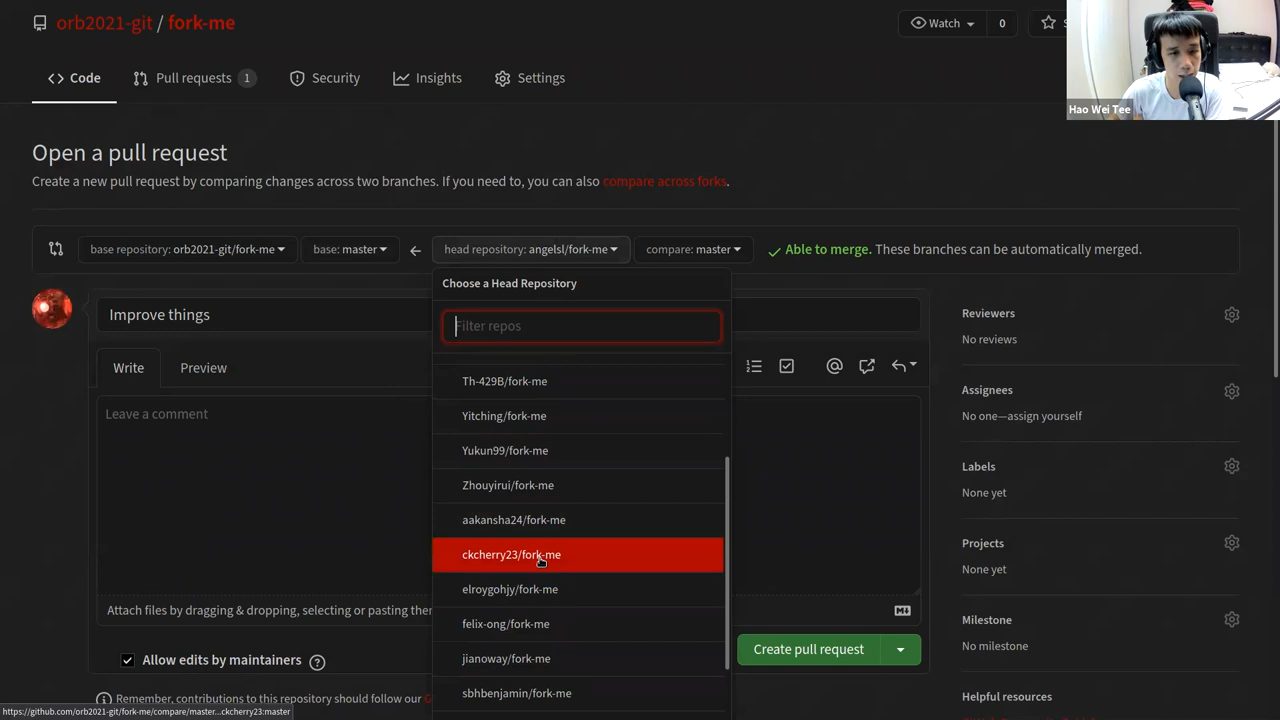 orb2021-git / fork-me
Watch 0
Hao Wei Tee
Code Pull requests 1 Security Insights Settings
Open a pull request
Create a new pull request by comparing changes across two branches. If you need to, you can also compare across forks.
base repository: orb2021-git/fork-me base: master head repository: angelsl/fork-me compare: master Able to merge. These branches can be automatically merged.
Choose a Head Repository
Filter repos
Th-429B/fork-me
Yitching/fork-me
Yukun99/fork-me
Zhouyirui/fork-me
aakansha24/fork-me
ckcherry23/fork-me
elroygohjy/fork-me
felix-ong/fork-me
jianoway/fork-me
sbhbenjamin/fork-me
Improve things
Write Preview
Leave a comment
Attach files by dragging & dropping, selecting or pasting them
Allow edits by maintainers
Create pull request
Remember, contributions to this repository should follow our
Reviewers
No reviews
Assignees
No one—assign yourself
Labels
None yet
Projects
None yet
Milestone
No milestone
Helpful resources
https://github.com/orb2021-git/fork-me/compare/master...ckcherry23:master